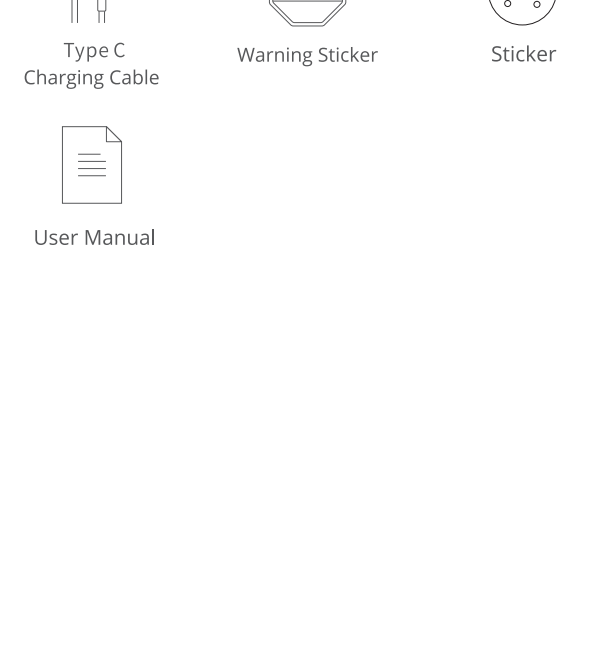 Type C
Charging Cable
Warning Sticker
Sticker
User Manual